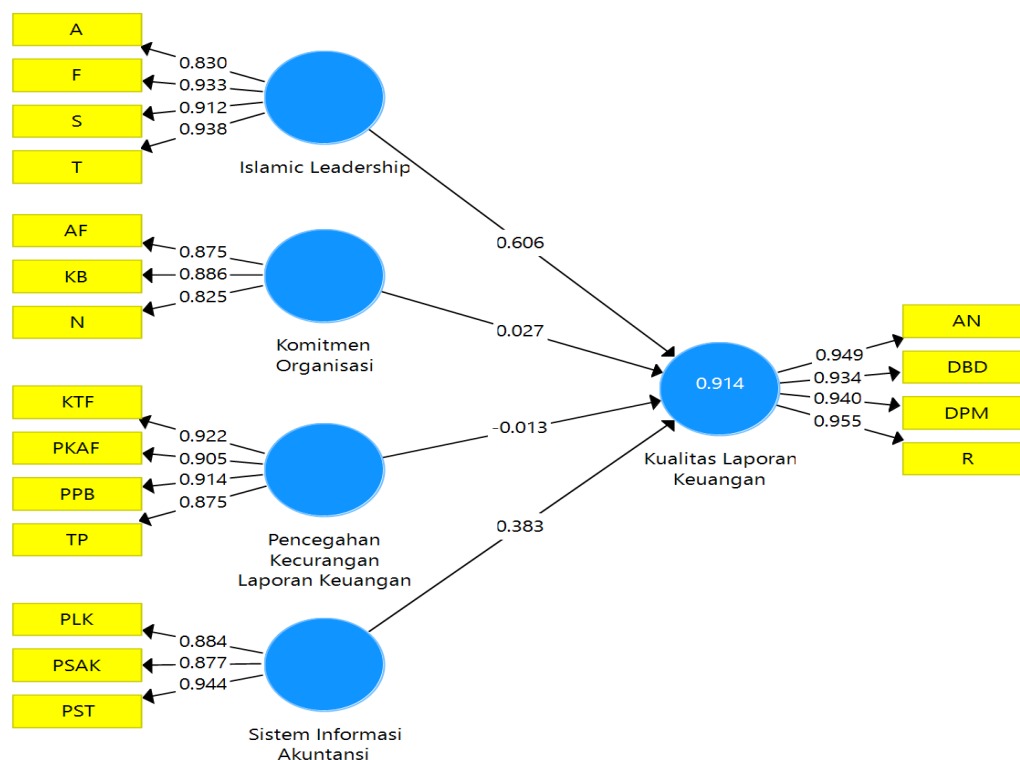 A
F
S
T
0.830
0.933
0.912
0.938
Islamic Leadership
AF
KB
N
0.875
0.886
0.825
Komitmen
Organisasi
KTF
PKAF
PPB
TP
0.922
0.905
0.914
0.875
Pencegahan
Kecurangan
Laporan Keuangan
PLK
PSAK
PST
0.884
0.877
0.944
Sistem Informasi
Akuntansi
0.606
0.027
-0.013
0.383
0.914
Kualitas Laporan
Keuangan
0.949
0.934
0.940
0.955
AN
DBD
DPM
R